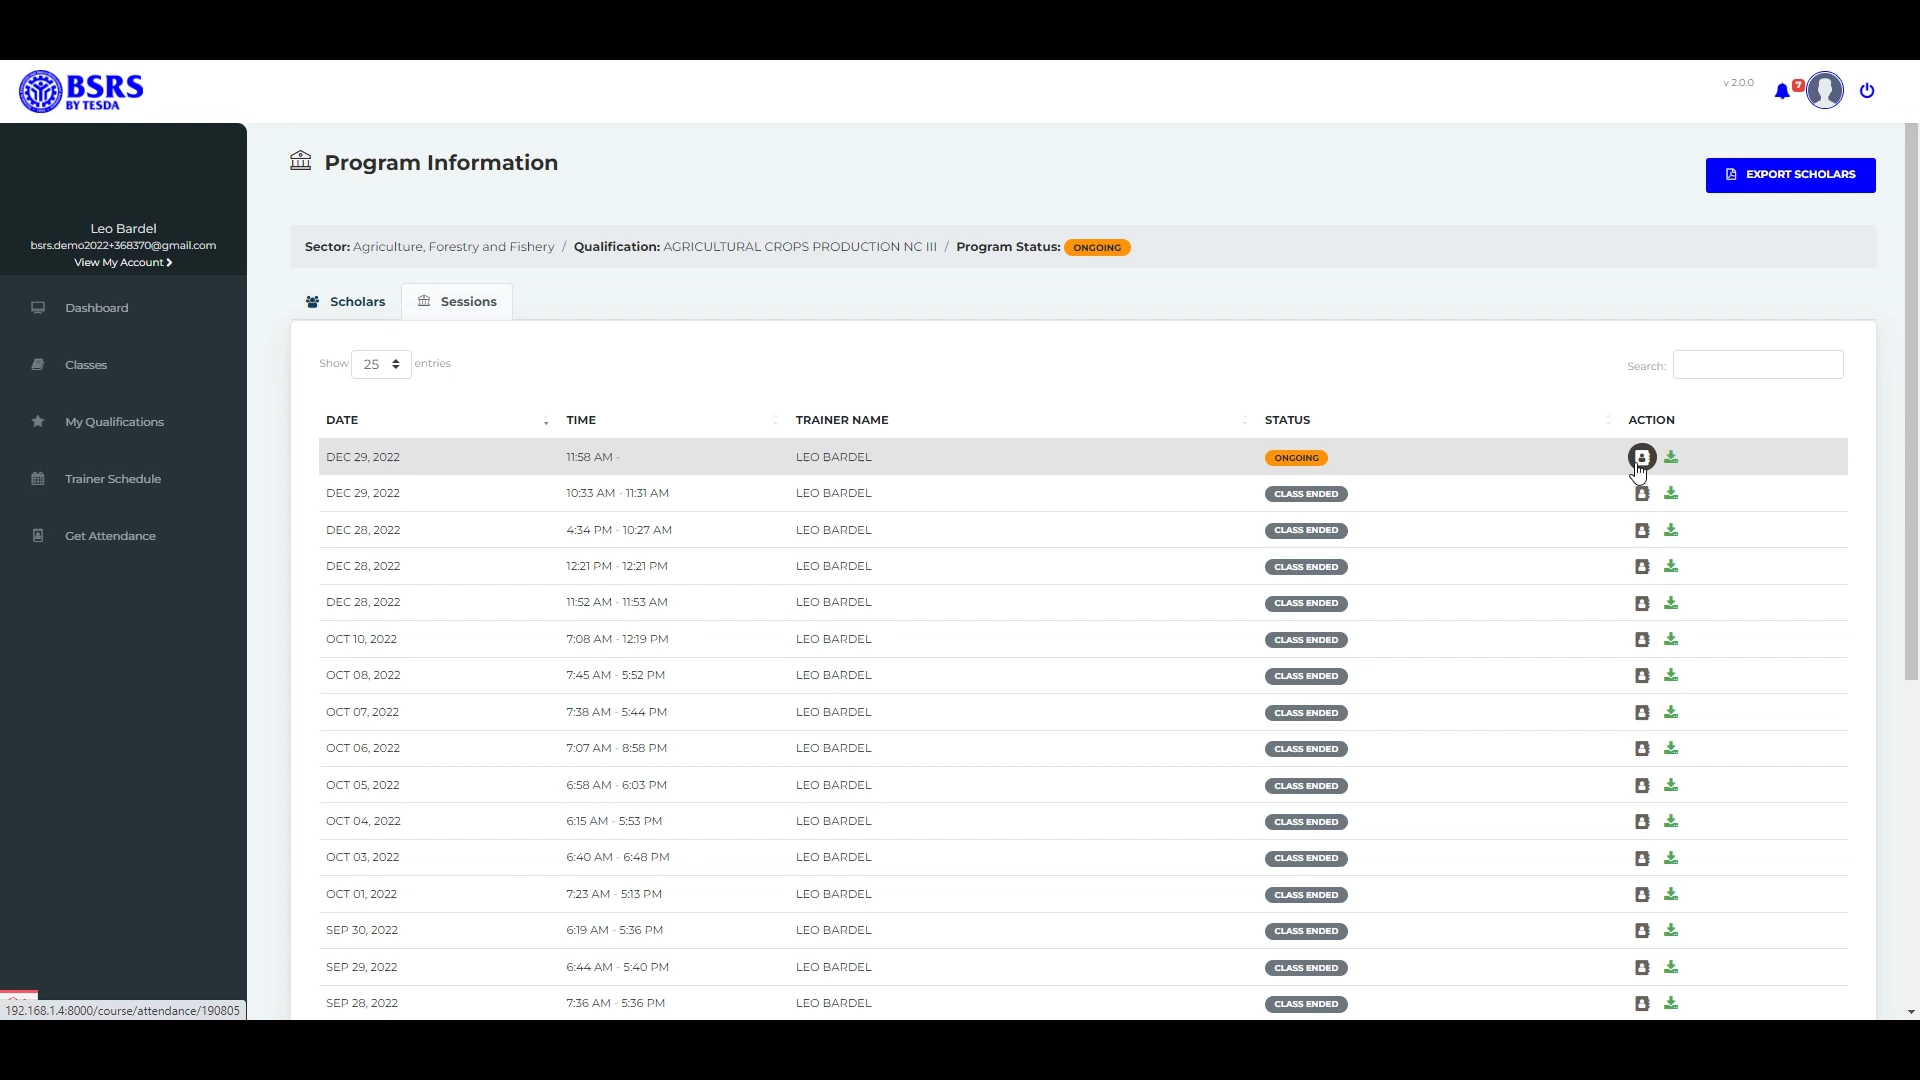 BSRS
BY TESDA
v 2.0.0
7
Leo Bardel
bsrs.demo2022+368370@gmail.com
View My Account
Dashboard
Classes
My Qualifications
Trainer Schedule
Get Attendance
Program Information
EXPORT SCHOLARS
Sector: Agriculture, Forestry and Fishery / Qualification: AGRICULTURAL CROPS PRODUCTION NC III / Program Status: ONGOING
Scholars Sessions
Show 25 entries
Search:
DATE TIME TRAINER NAME STATUS ACTION
DEC 29, 2022 11:58 AM - LEO BARDEL ONGOING
DEC 29, 2022 10:33 AM - 11:31 AM LEO BARDEL CLASS ENDED
DEC 28, 2022 4:34 PM - 10:27 AM LEO BARDEL CLASS ENDED
DEC 28, 2022 12:21 PM - 12:21 PM LEO BARDEL CLASS ENDED
DEC 28, 2022 11:52 AM - 11:53 AM LEO BARDEL CLASS ENDED
OCT 10, 2022 7:08 AM - 12:19 PM LEO BARDEL CLASS ENDED
OCT 08, 2022 7:45 AM - 5:52 PM LEO BARDEL CLASS ENDED
OCT 07, 2022 7:38 AM - 5:44 PM LEO BARDEL CLASS ENDED
OCT 06, 2022 7:07 AM - 8:58 PM LEO BARDEL CLASS ENDED
OCT 05, 2022 6:58 AM - 6:03 PM LEO BARDEL CLASS ENDED
OCT 04, 2022 6:15 AM - 5:53 PM LEO BARDEL CLASS ENDED
OCT 03, 2022 6:40 AM - 6:48 PM LEO BARDEL CLASS ENDED
OCT 01, 2022 7:23 AM - 5:13 PM LEO BARDEL CLASS ENDED
SEP 30, 2022 6:19 AM - 5:36 PM LEO BARDEL CLASS ENDED
SEP 29, 2022 6:44 AM - 5:40 PM LEO BARDEL CLASS ENDED
SEP 28, 2022 7:36 AM - 5:36 PM LEO BARDEL CLASS ENDED
192.168.1.4:8000/course/attendance/190805